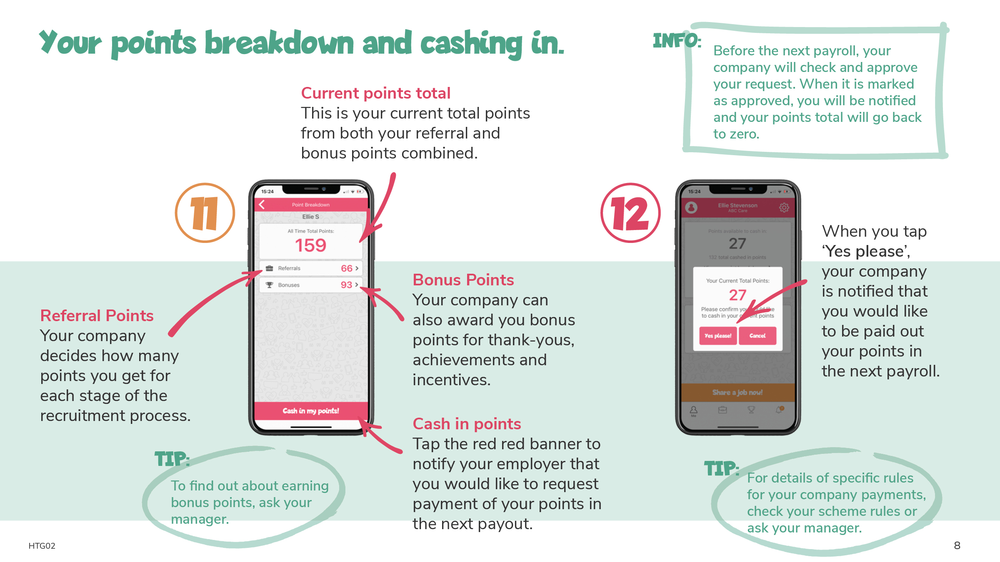 Your points breakdown and cashing in.
INFO:
Before the next payroll, your
company will check and approve
your request. When it is marked
as approved, you will be notified
and your points total will go back
to zero.
Current points total
This is your current total points
from both your referral and
bonus points combined.
11
15:24
Point Breakdown
Ellie S
All Time Total Points:
159
Referrals 66
Bonuses 93
Cash in my points!
Referral Points
Your company
decides how many
points you get for
each stage of the
recruitment process.
Bonus Points
Your company can
also award you bonus
points for thank-yous,
achievements and
incentives.
Cash in points
Tap the red red banner to
notify your employer that
you would like to request
payment of your points in
the next payout.
TIP:
To find out about earning
bonus points, ask your
manager.
12
15:24
Ellie Stevenson
ABC Care
Points available to cash in:
27
132 total cashed in points
Your Current Total Points:
27
Please confirm you like
to cash in your points
Yes please!
Cancel
Share a job now!
Me
When you tap
‘Yes please’,
your company
is notified that
you would like
to be paid out
your points in
the next payroll.
TIP:
For details of specific rules
for your company payments,
check your scheme rules or
ask your manager.
HTG02
8